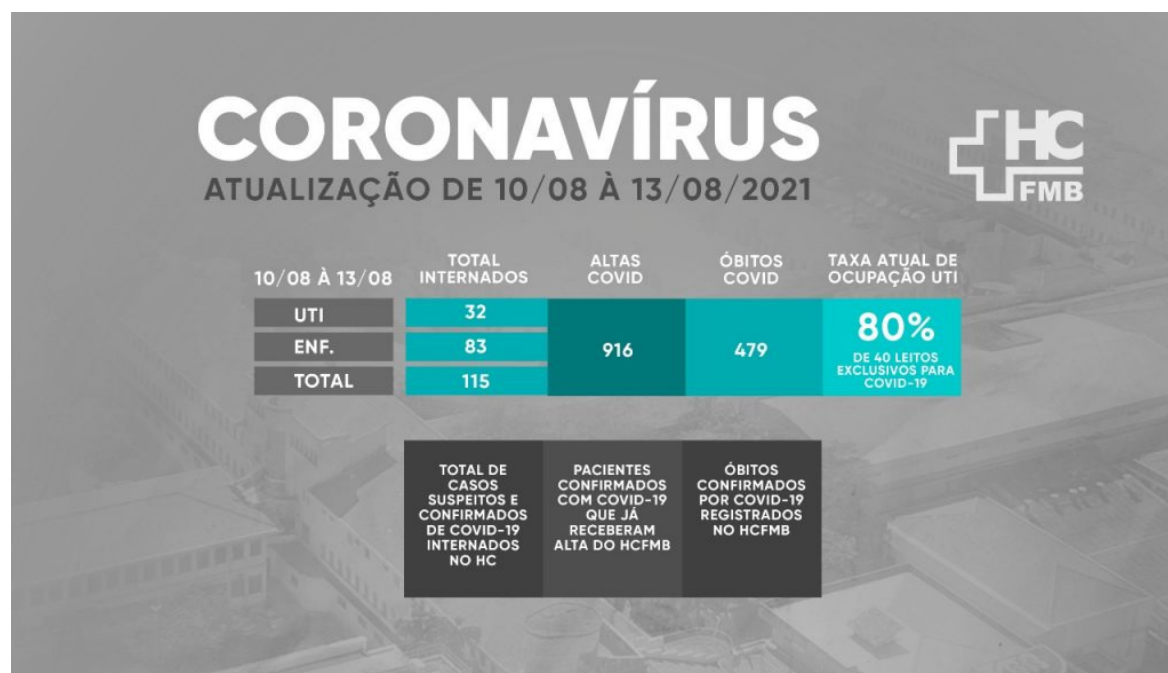 CORONAVÍRUS
ATUALIZAÇÃO DE 10/08 À 13/08/2021
HC
FMB
10/08 À 13/08
TOTAL
INTERNADOS
ALTAS
COVID
ÓBITOS
COVID
TAXA ATUAL DE
OCUPAÇÃO UTI
UTI
32
ENF.
83
TOTAL
115
916
479
80%
DE 40 LEITOS
EXCLUSIVOS PARA
COVID-19
TOTAL DE
CASOS
SUSPEITOS E
CONFIRMADOS
DE COVID-19
INTERNADOS
NO HC
PACIENTES
CONFIRMADOS
COM COVID-19
QUE JÁ
RECEBERAM
ALTA DO HCFMB
ÓBITOS
CONFIRMADOS
POR COVID-19
REGISTRADOS
NO HCFMB